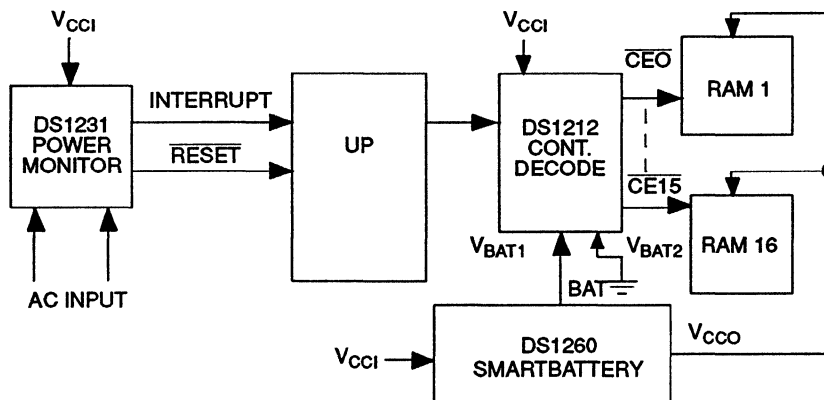 VCCI
DS1231
POWER
MONITOR
AC INPUT
INTERRUPT
RESET
UP
VCCI
DS1212
CONT.
DECODE
CEO
CE15
RAM 1
RAM 16
VBAT1
VBAT2
BAT
VCCI
DS1260
SMARTBATTERY
VCCO